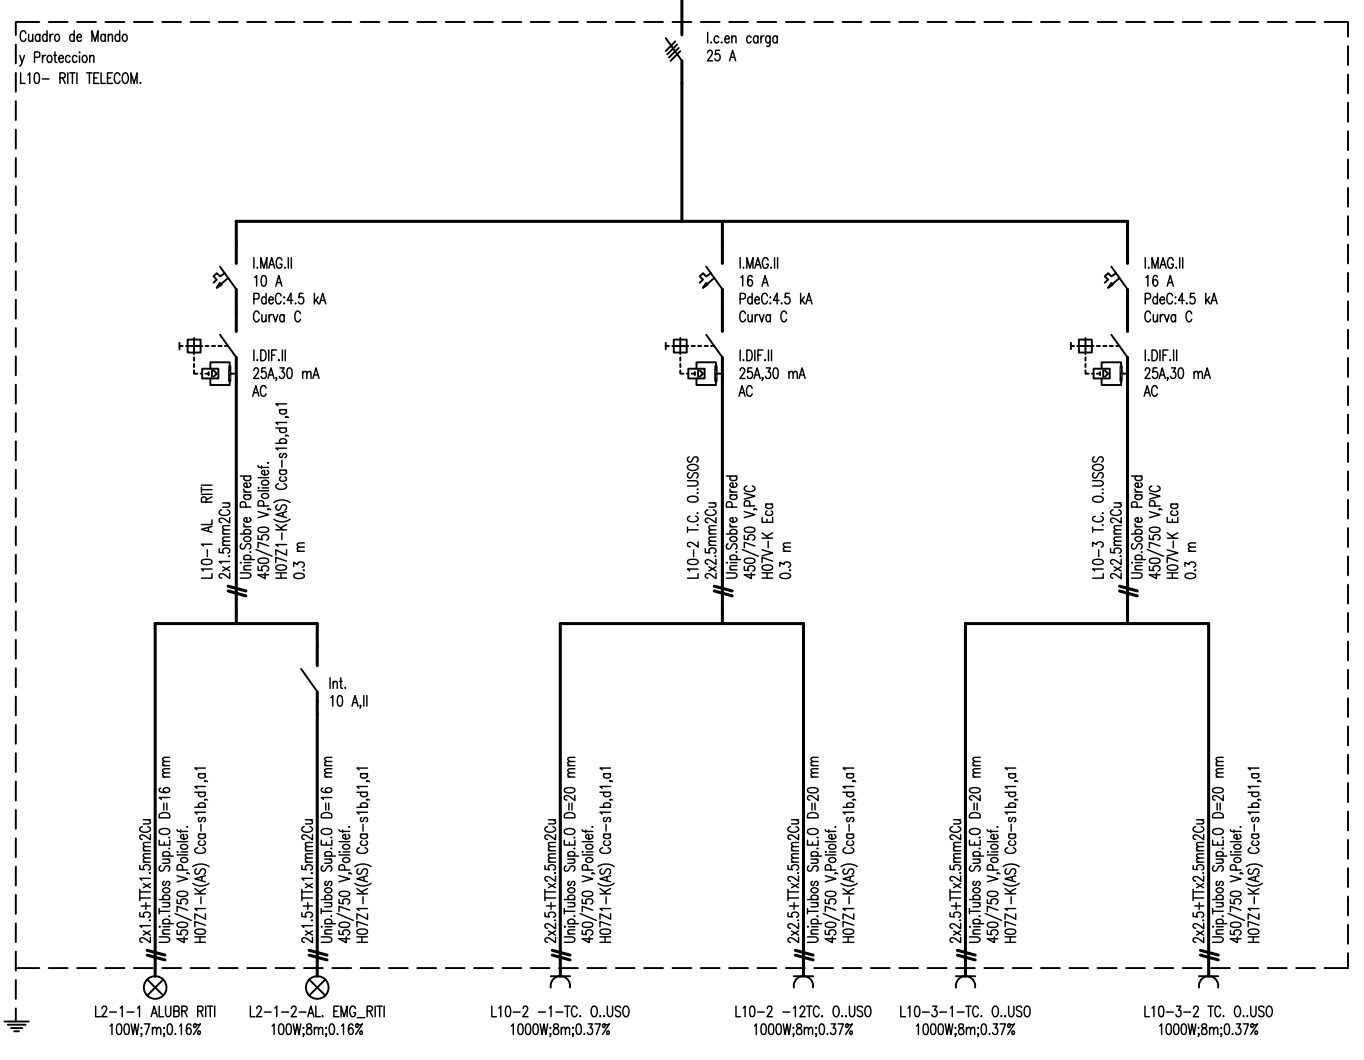 Cuadro de Mando
y Proteccion
L10- RITI TELECOM.
I.c.en carga
25 A
I.MAG.II
10 A
PdeC:4.5 kA
Curva C
I.DIF.II
25A,30 mA
AC
I.MAG.II
16 A
PdeC:4.5 kA
Curva C
I.DIF.II
25A,30 mA
AC
I.MAG.II
16 A
PdeC:4.5 kA
Curva C
I.DIF.II
25A,30 mA
AC
L10-1 AL RITI
2x1.5mm2Cu
Unip.Sobre Pared
450/750 V,Poliolef.
H07Z1-K(AS) Cca-s1b,d1,a1
0.3 m
L10-2 T.C. O..USOS
2x2.5mm2Cu
Unip.Sobre Pared
450/750 V,PVC
H07V-K Eca
0.3 m
L10-3 T.C. O..USOS
2x2.5mm2Cu
Unip.Sobre Pared
450/750 V,PVC
H07V-K Eca
0.3 m
Int.
10 A,II
2x1.5+TTx1.5mm2Cu
Unip.Tubos Sup.E.O D=16 mm
450/750 V,Poliolef.
H07Z1-K(AS) Cca-s1b,d1,a1
2x1.5+TTx1.5mm2Cu
Unip.Tubos Sup.E.O D=16 mm
450/750 V,Poliolef.
H07Z1-K(AS) Cca-s1b,d1,a1
2x2.5+TTx2.5mm2Cu
Unip.Tubos Sup.E.O D=20 mm
450/750 V,Poliolef.
H07Z1-K(AS) Cca-s1b,d1,a1
2x2.5+TTx2.5mm2Cu
Unip.Tubos Sup.E.O D=20 mm
450/750 V,Poliolef.
H07Z1-K(AS) Cca-s1b,d1,a1
2x2.5+TTx2.5mm2Cu
Unip.Tubos Sup.E.O D=20 mm
450/750 V,Poliolef.
H07Z1-K(AS) Cca-s1b,d1,a1
2x2.5+TTx2.5mm2Cu
Unip.Tubos Sup.E.O D=20 mm
450/750 V,Poliolef.
H07Z1-K(AS) Cca-s1b,d1,a1
L2-1-1 ALUBR RITI
100W;7m;0.16%
L2-1-2-AL. EMG_RITI
100W;8m;0.16%
L10-2 -1-TC. O..USO
1000W;8m;0.37%
L10-2 -12TC. O..USO
1000W;8m;0.37%
L10-3-1-TC. O..USO
1000W;8m;0.37%
L10-3-2 TC. O..USO
1000W;8m;0.37%